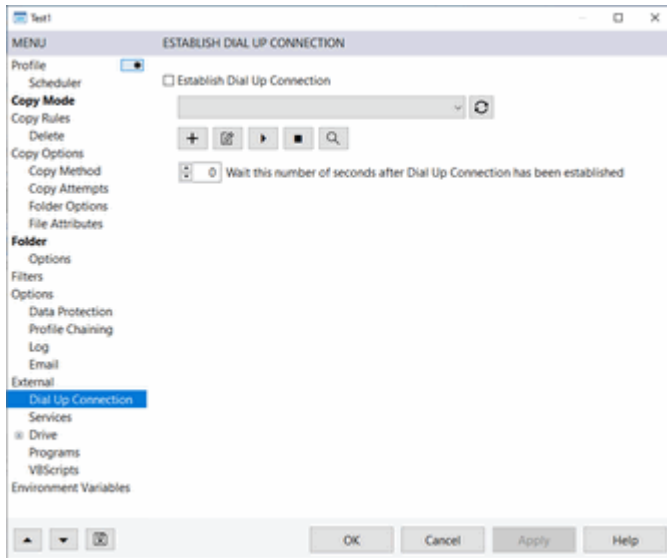 Test1
MENU
ESTABLISH DIAL UP CONNECTION
Profile
Scheduler
Copy Mode
Copy Rules
Delete
Copy Options
Copy Method
Copy Attempts
Folder Options
File Attributes
Folder
Options
Filters
Options
Data Protection
Profile Chaining
Log
Email
External
Dial Up Connection
Services
Drive
Programs
VBScripts
Environment Variables
Establish Dial Up Connection
0 Wait this number of seconds after Dial Up Connection has been established
OK Cancel Apply Help